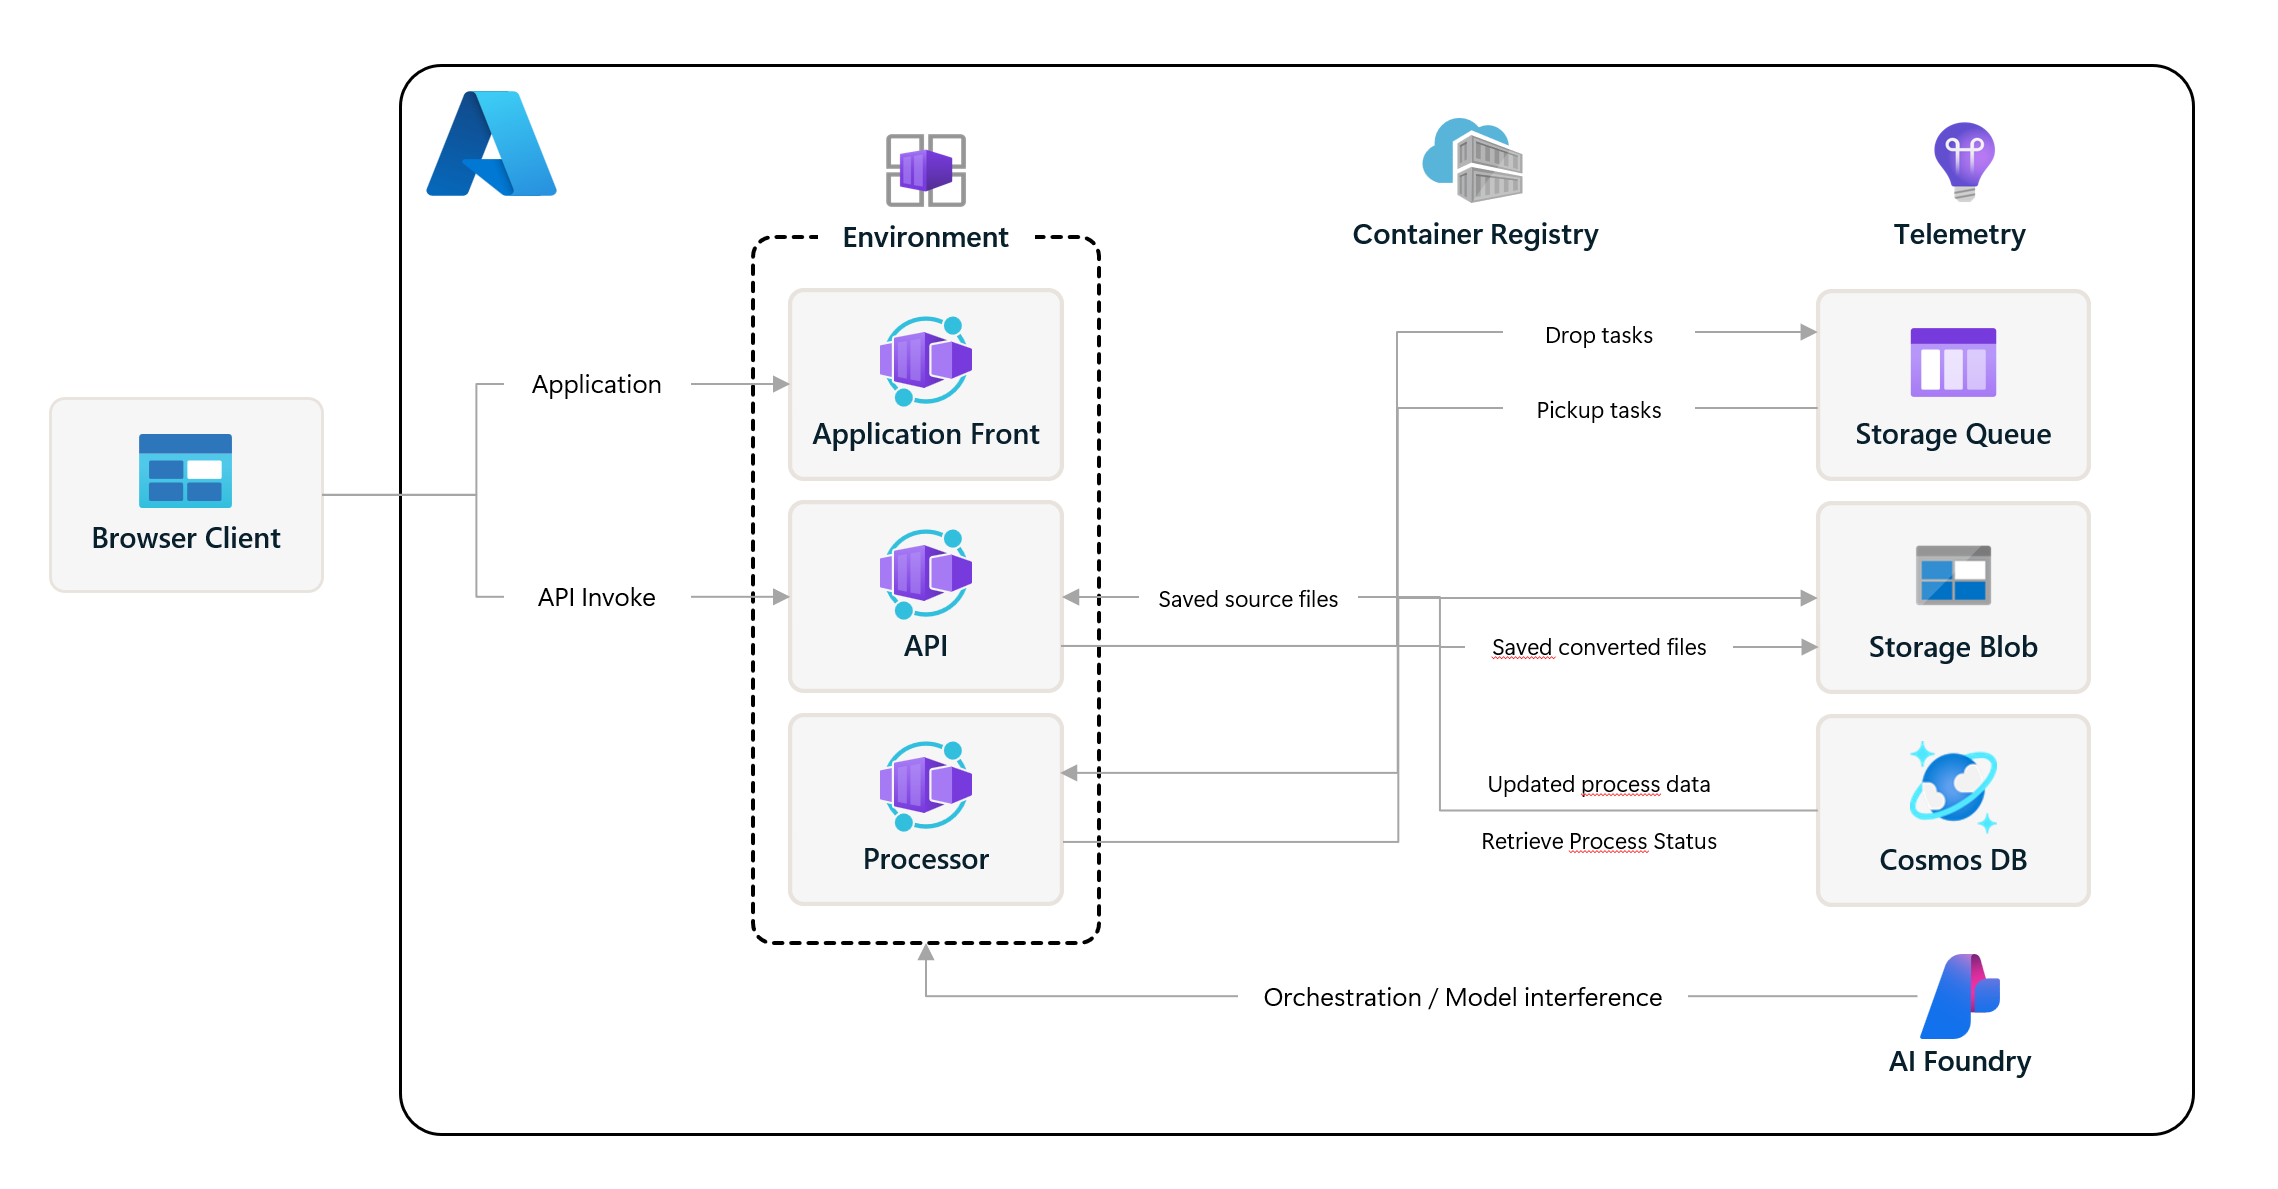 Environment
Container Registry
Telemetry
Application
Application Front
Drop tasks
Pickup tasks
Storage Queue
Browser Client
API Invoke
API
Saved source files
Saved converted files
Storage Blob
Processor
Updated process data
Retrieve Process Status
Cosmos DB
Orchestration / Model interference
AI Foundry